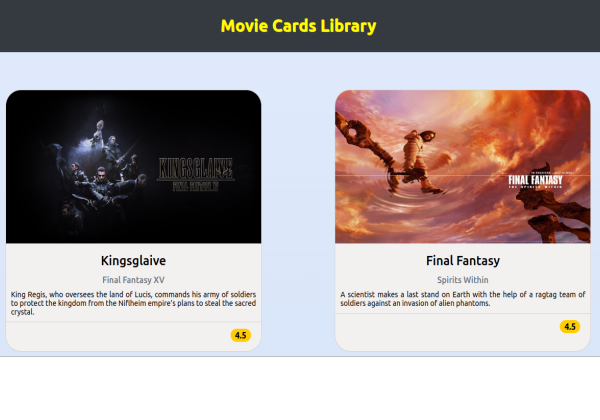 Movie Cards Library
KINGSGLAIVE
FINAL FANTASY XV
Kingsglaive
Final Fantasy XV
King Regis, who oversees the land of Lucis, commands his army of soldiers
to protect the kingdom from the Niflheim empire's plans to steal the sacred
crystal.
4.5
FINAL FANTASY
THE SPIRITS WITHIN
Final Fantasy
Spirits Within
A scientist makes a last stand on Earth with the help of a ragtag team of
soldiers against an invasion of alien phantoms.
4.5